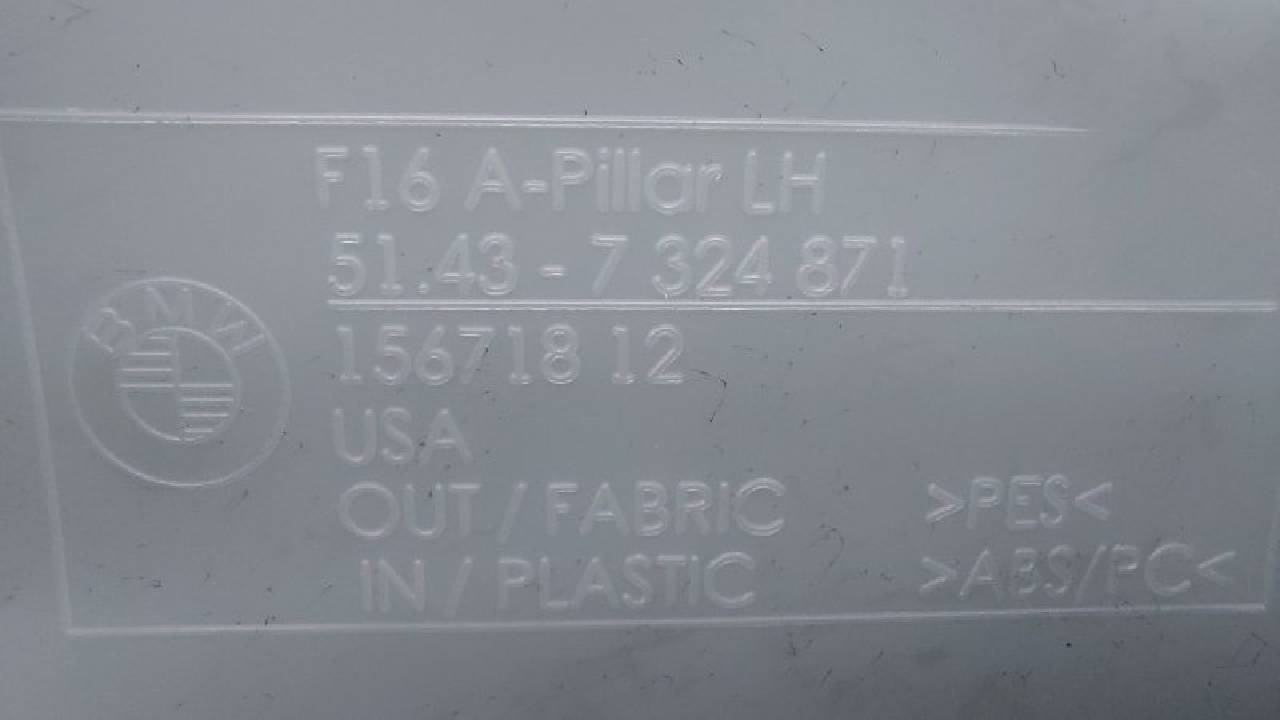 F16 A-Pillar LH
51.43 - 7 324 871
BMW
156718 12
USA
OUT / FABRIC >PES<
IN / PLASTIC >ABS/PC<